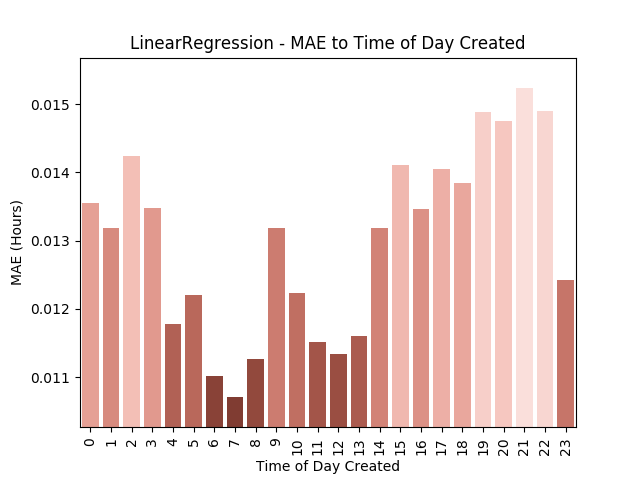 LinearRegression - MAE to Time of Day Created
MAE (Hours)
0.015
0.014
0.013
0.012
0.011
0 1 2 3 4 5 6 7 8 9 10 11 12 13 14 15 16 17 18 19 20 21 22 23
Time of Day Created